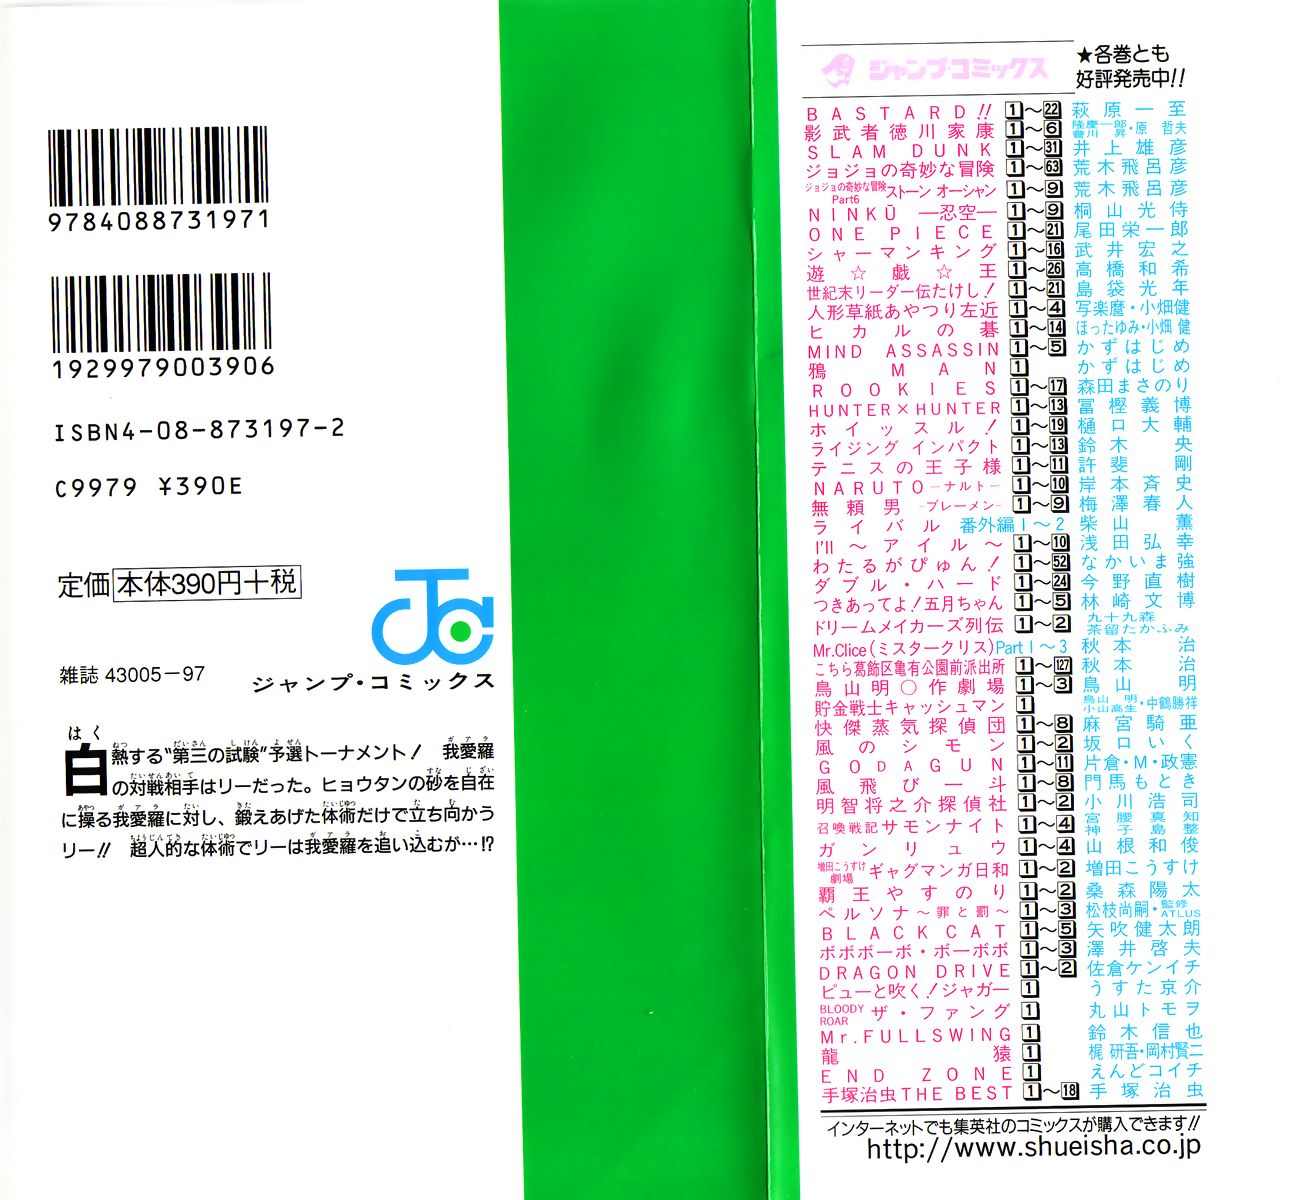 9784088731971
1929979003906
ISBN4-08-873197-2
C9979 ¥390E
定価 本体390円+税
雑誌 43005-97
ジャンプ・コミックス
白熱する“第三の試験”予選トーナメント! 我愛羅
の対戦相手はリーだった。ヒョウタンの砂を自在
に操る我愛羅に対し、鍛えあげた体術だけで立ち向かう
リー!! 超人的な体術でリーは我愛羅を追い込むが…!?
ジャンプ・コミックス
★各巻とも
好評発売中!!
BASTARD!! 1〜22 萩原一至
影武者徳川家康 1〜6 隆慶一郎・原哲夫 會川昇
SLAM DUNK 1〜31 井上雄彦
ジョジョの奇妙な冒険 1〜63 荒木飛呂彦
ジョジョの奇妙な冒険 Part6 ストーン オーシャン 1〜9 荒木飛呂彦
NINKŪ —忍空— 1〜9 桐山光侍
ONE PIECE 1〜21 尾田栄一郎
シャーマンキング 1〜16 武井宏之
遊☆戯☆王 1〜26 高橋和希
世紀末リーダー伝たけし! 1〜21 島袋光年
人形草紙あやつり左近 1〜4 写楽麿・小畑健
ヒカルの碁 1〜14 ほったゆみ・小畑健
MIND ASSASSIN 1〜5 かずはじめ
鴉MAN 1 かずはじめ
ROOKIES 1〜17 森田まさのり
HUNTER×HUNTER 1〜13 冨樫義博
ホイッスル! 1〜19 樋口大輔
ライジング インパクト 1〜13 鈴木央
テニスの王子様 1〜11 許斐剛
NARUTO—ナルト— 1〜10 岸本斉史
無頼男-ブレーメン- 1〜9 梅澤春人
ライバル 番外編1〜2 柴山薫
I'll 〜アイル〜 1〜10 浅田弘幸
わたるがぴゅん! 1〜52 なかいま強
ダブル・ハード 1〜24 今野直樹
つきあってよ!五月ちゃん 1〜5 林崎文博
ドリームメイカーズ列伝 1〜2 九十九森 茶留たかふみ
Mr.Clice(ミスタークリス) Part1〜3 秋本治
こちら葛飾区亀有公園前派出所 1〜127 秋本治
鳥山明○作劇場 1〜3 鳥山明
貯金戦士キャッシュマン 1 鳥山明 小山高生・中鶴勝祥
快傑蒸気探偵団 1〜8 麻宮騎亜
風のシモン 1〜2 坂口いく
GODAGUN 1〜11 片倉・M・政憲
風飛び一斗 1〜8 門馬もとき
明智将之介探偵社 1〜2 小川浩司
召喚戦記サモンナイト 1〜4 宮腰真知 神子島整
ガンリュウ 1〜4 山根和俊
増田こうすけ劇場 ギャグマンガ日和 1〜2 増田こうすけ
覇王やすのり 1〜2 桑森陽太
ペルソナ〜罪と罰〜 1〜3 松枝尚嗣・監修 ATLUS
BLACK CAT 1〜5 矢吹健太朗
ボボボーボ・ボーボボ 1〜3 澤井啓夫
DRAGON DRIVE 1〜2 佐倉ケンイチ
ピューと吹く!ジャガー 1 うすた京介
BLOODY ROAR ザ・ファング 1 丸山トモヲ
Mr.FULLSWING 1 鈴木信也
龍猿 1 梶研吾・岡村賢二
END ZONE 1 えんどコイチ
手塚治虫THE BEST 1〜18 手塚治虫
インターネットでも集英社のコミックスが購入できます!!
http://www.shueisha.co.jp